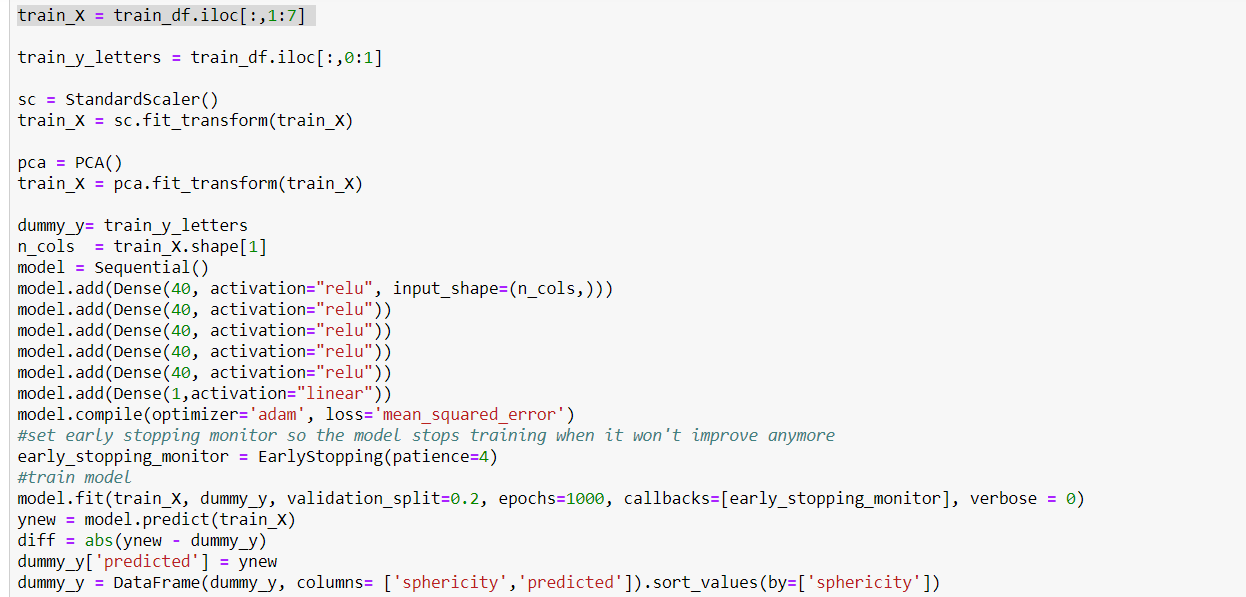 train_X = train_df.iloc[:,1:7]
train_y_letters = train_df.iloc[:,0:1]
sc = StandardScaler()
train_X = sc.fit_transform(train_X)
pca = PCA()
train_X = pca.fit_transform(train_X)
dummy_y= train_y_letters
n_cols  = train_X.shape[1]
model = Sequential()
model.add(Dense(40, activation="relu", input_shape=(n_cols,)))
model.add(Dense(40, activation="relu"))
model.add(Dense(40, activation="relu"))
model.add(Dense(40, activation="relu"))
model.add(Dense(40, activation="relu"))
model.add(Dense(1,activation="linear"))
model.compile(optimizer='adam', loss='mean_squared_error')
#set early stopping monitor so the model stops training when it won't improve anymore
early_stopping_monitor = EarlyStopping(patience=4)
#train model
model.fit(train_X, dummy_y, validation_split=0.2, epochs=1000, callbacks=[early_stopping_monitor], verbose = 0)
ynew = model.predict(train_X)
diff = abs(ynew - dummy_y)
dummy_y['predicted'] = ynew
dummy_y = DataFrame(dummy_y, columns= ['sphericity','predicted']).sort_values(by=['sphericity'])